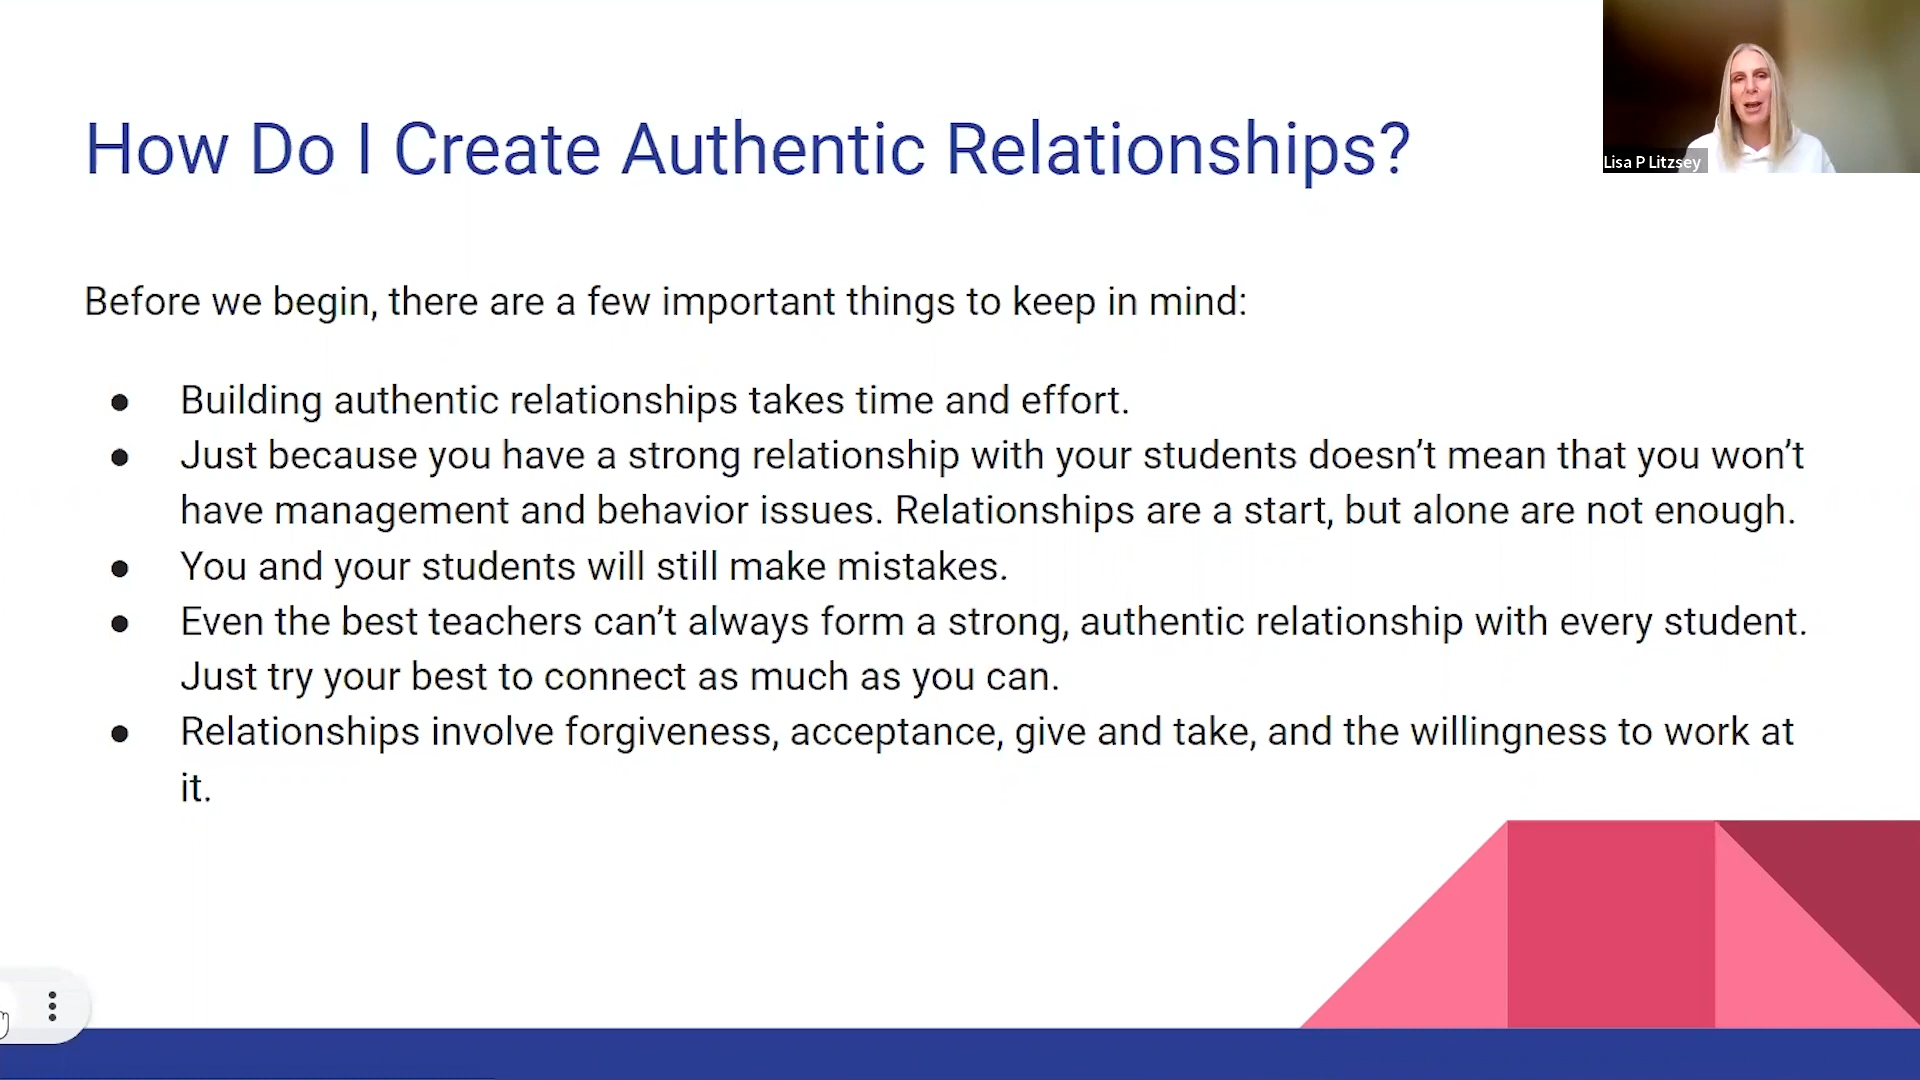 How Do I Create Authentic Relationships?
Lisa P Litzsey
Before we begin, there are a few important things to keep in mind:
● Building authentic relationships takes time and effort.
● Just because you have a strong relationship with your students doesn’t mean that you won’t
have management and behavior issues. Relationships are a start, but alone are not enough.
● You and your students will still make mistakes.
● Even the best teachers can’t always form a strong, authentic relationship with every student.
Just try your best to connect as much as you can.
● Relationships involve forgiveness, acceptance, give and take, and the willingness to work at
it.